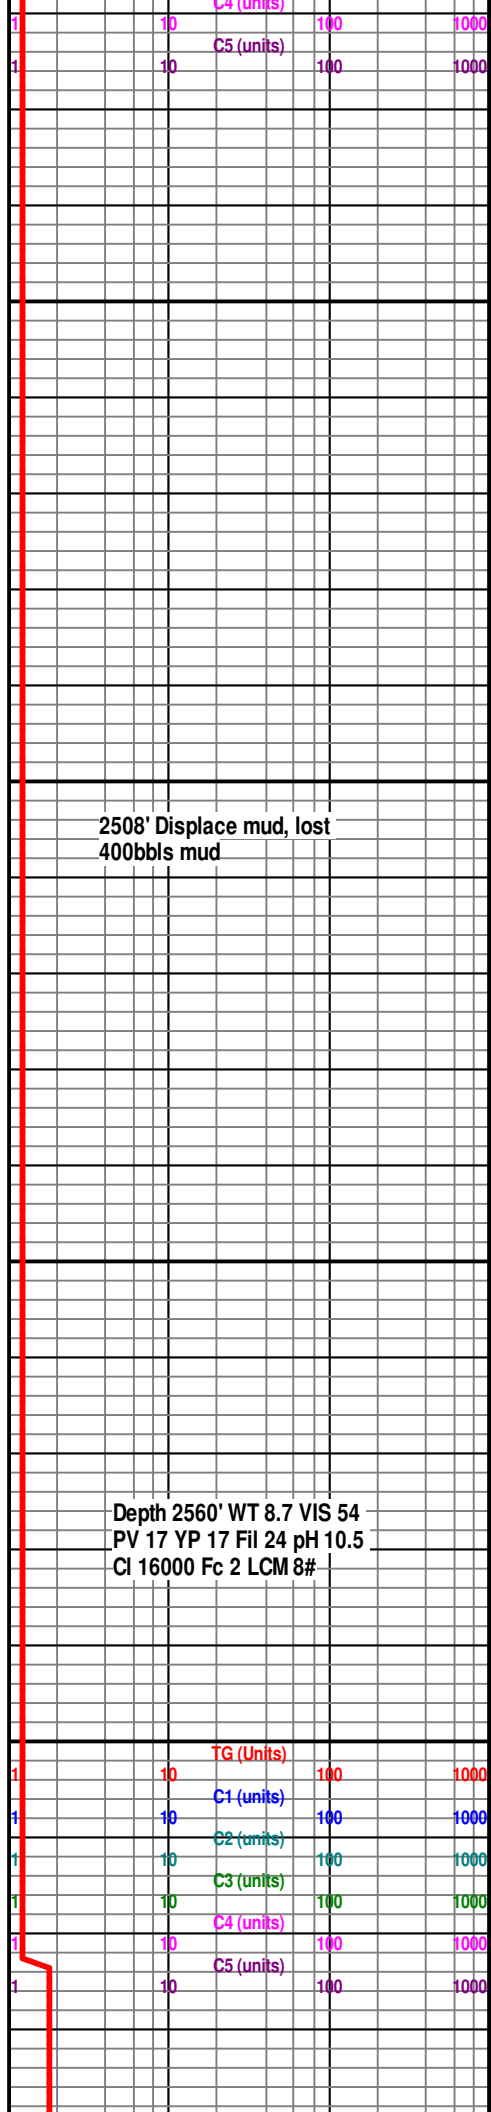 C4 (units)
1 10 100 1000
C5 (units)
1 10 100 1000
2508' Displace mud, lost
400bbls mud
Depth 2560' WT 8.7 VIS 54
PV 17 YP 17 Fil 24 pH 10.5
Cl 16000 Fc 2 LCM 8#
TG (Units)
1 10 100 1000
C1 (units)
1 10 100 1000
C2 (units)
1 10 100 1000
C3 (units)
1 10 100 1000
C4 (units)
1 10 100 1000
C5 (units)
1 10 100 1000